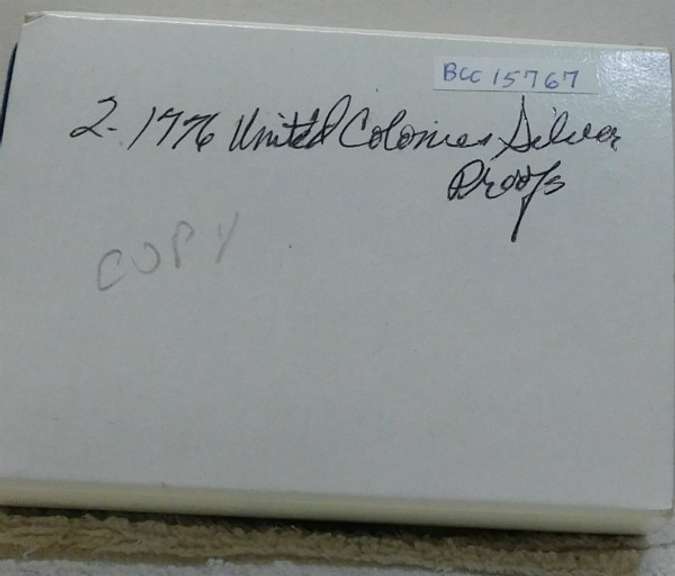 BCC 15767
2- 1776 United Colonies Silver
Proofs
COPY